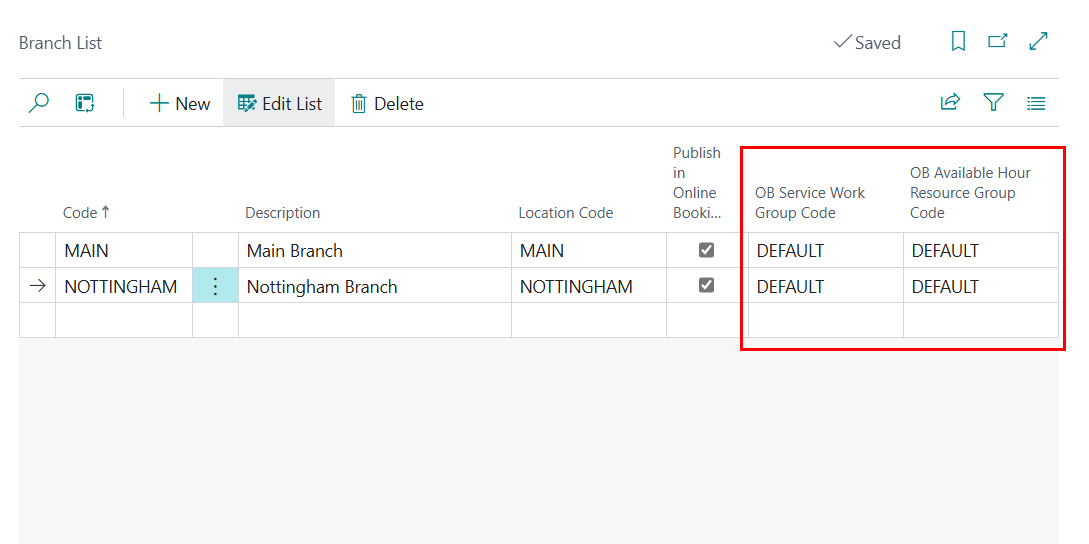 Branch List
Saved
New
Edit List
Delete
Publish
in
Online
Booki...
OB Service Work
Group Code
OB Available Hour
Resource Group
Code
Code ↑
Description
Location Code
MAIN
Main Branch
MAIN
DEFAULT
DEFAULT
NOTTINGHAM
Nottingham Branch
NOTTINGHAM
DEFAULT
DEFAULT